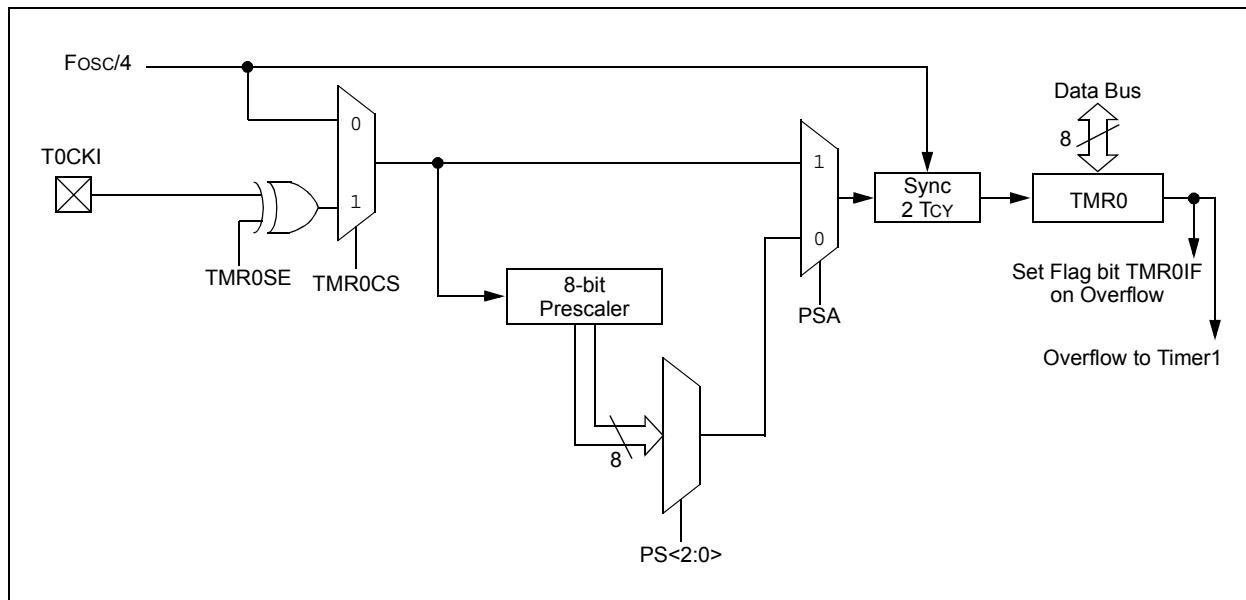 FOSC/4
Data Bus
8
T0CKI
0
1
1
0
Sync
2 TCY
TMR0
TMR0SE
TMR0CS
8-bit
Prescaler
PSA
Set Flag bit TMR0IF
on Overflow
Overflow to Timer1
8
PS<2:0>